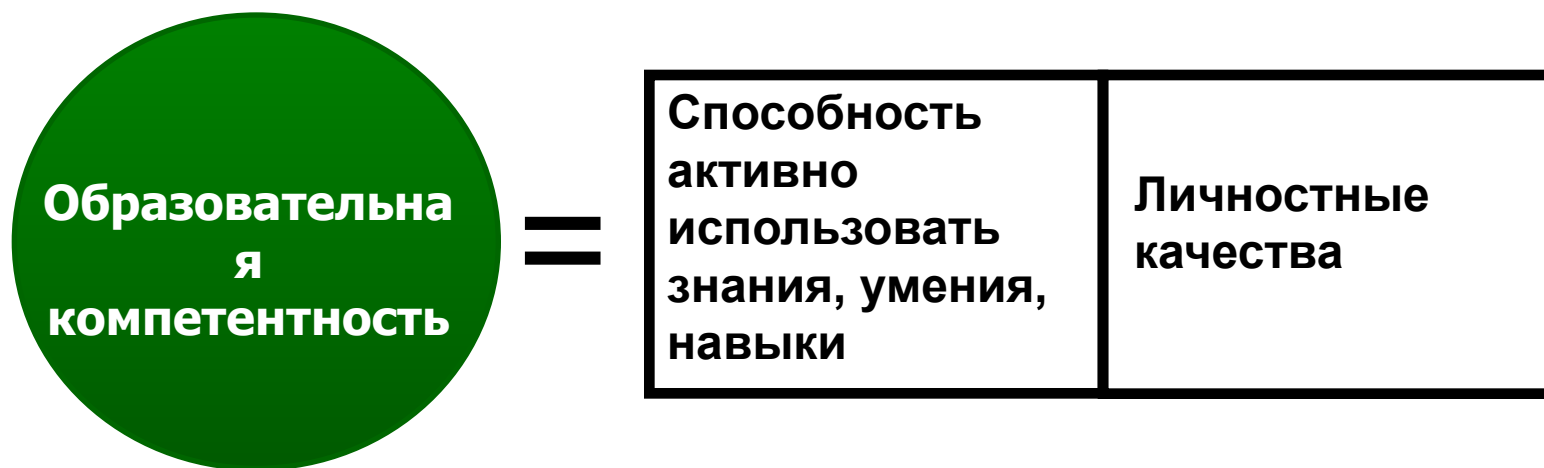 Образовательна
я
компетентность
=
Способность
активно
использовать
знания, умения,
навыки
Личностные
качества